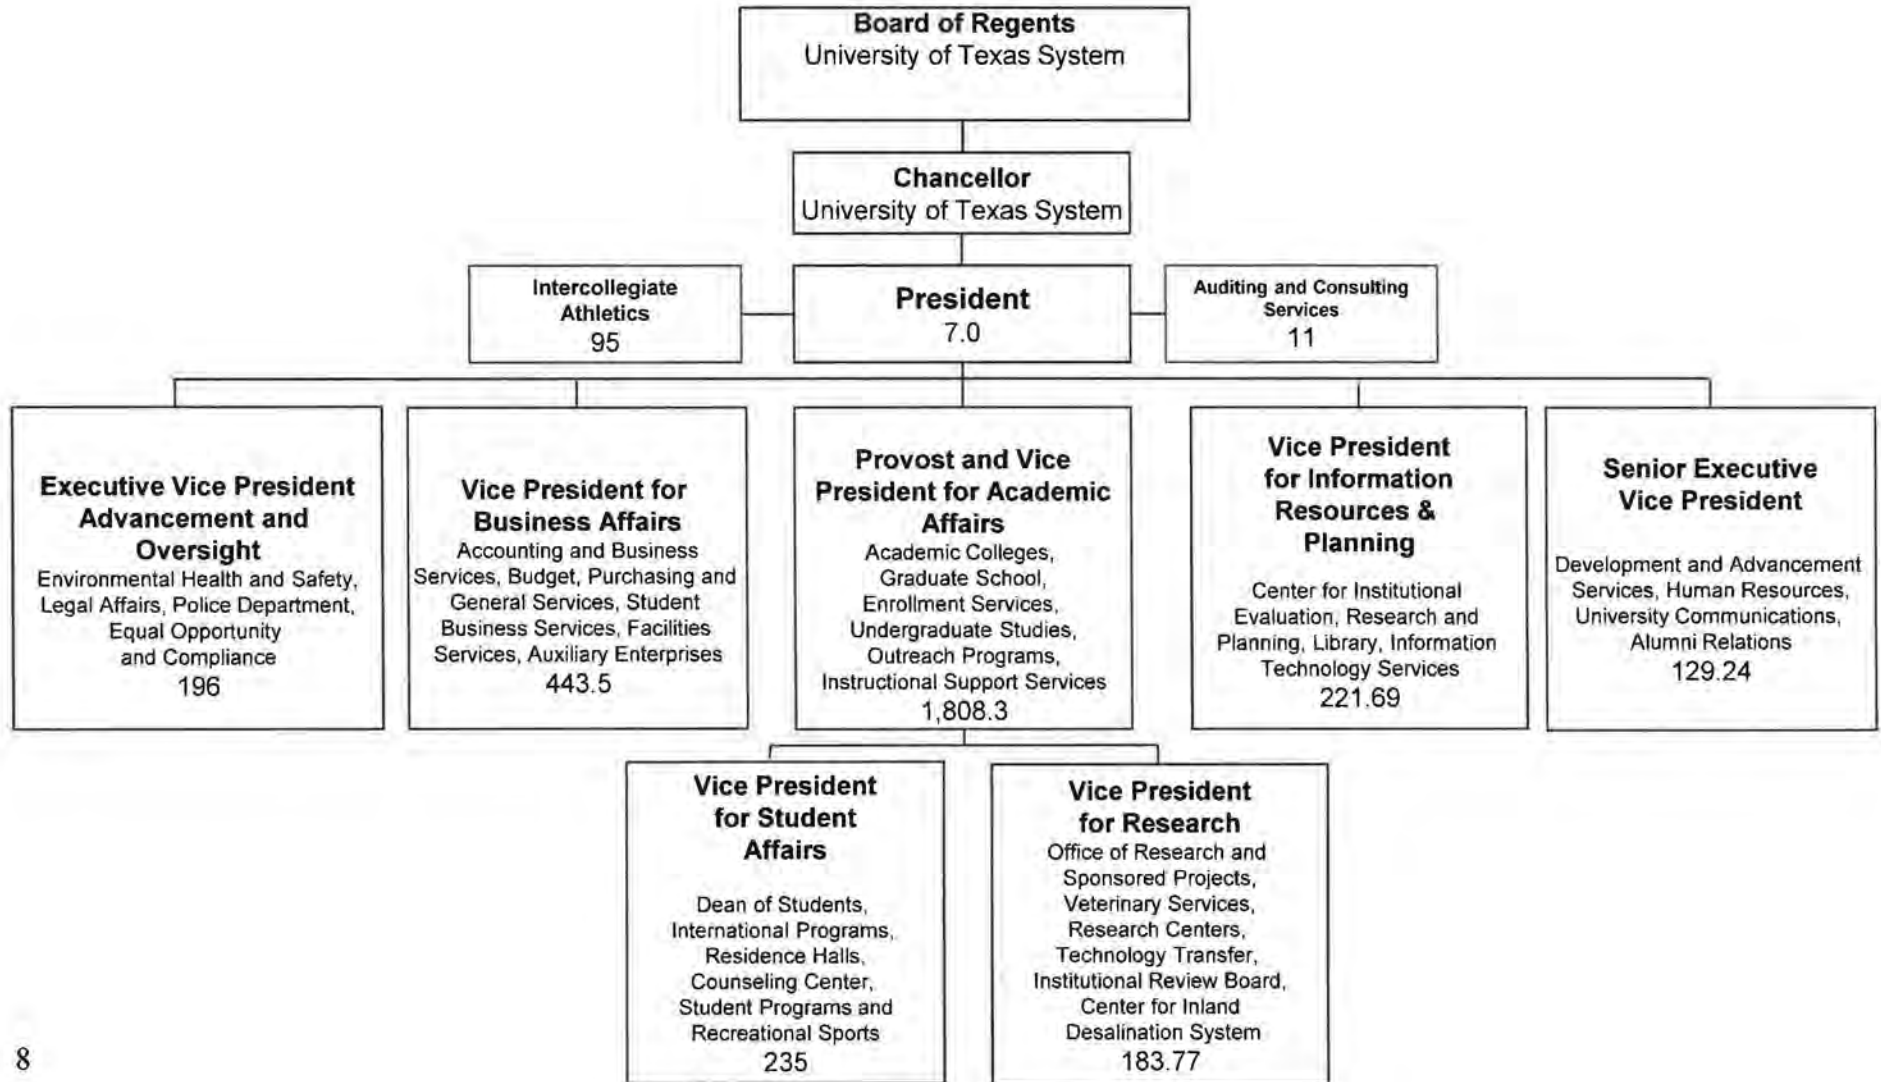 Board of Regents
University of Texas System
Chancellor
University of Texas System
Intercollegiate
Athletics
95
President
7.0
Auditing and Consulting
Services
11
Executive Vice President
Advancement and
Oversight
Environmental Health and Safety,
Legal Affairs, Police Department,
Equal Opportunity
and Compliance
196
Vice President for
Business Affairs
Accounting and Business
Services, Budget, Purchasing and
General Services, Student
Business Services, Facilities
Services, Auxiliary Enterprises
443.5
Provost and Vice
President for Academic
Affairs
Academic Colleges,
Graduate School,
Enrollment Services,
Undergraduate Studies,
Outreach Programs,
Instructional Support Services
1,808.3
Vice President
for Information
Resources &
Planning
Center for Institutional
Evaluation, Research and
Planning, Library, Information
Technology Services
221.69
Senior Executive
Vice President
Development and Advancement
Services, Human Resources,
University Communications,
Alumni Relations
129.24
Vice President
for Student
Affairs
Dean of Students,
International Programs,
Residence Halls,
Counseling Center,
Student Programs and
Recreational Sports
235
Vice President
for Research
Office of Research and
Sponsored Projects,
Veterinary Services,
Research Centers,
Technology Transfer,
Institutional Review Board,
Center for Inland
Desalination System
183.77
8